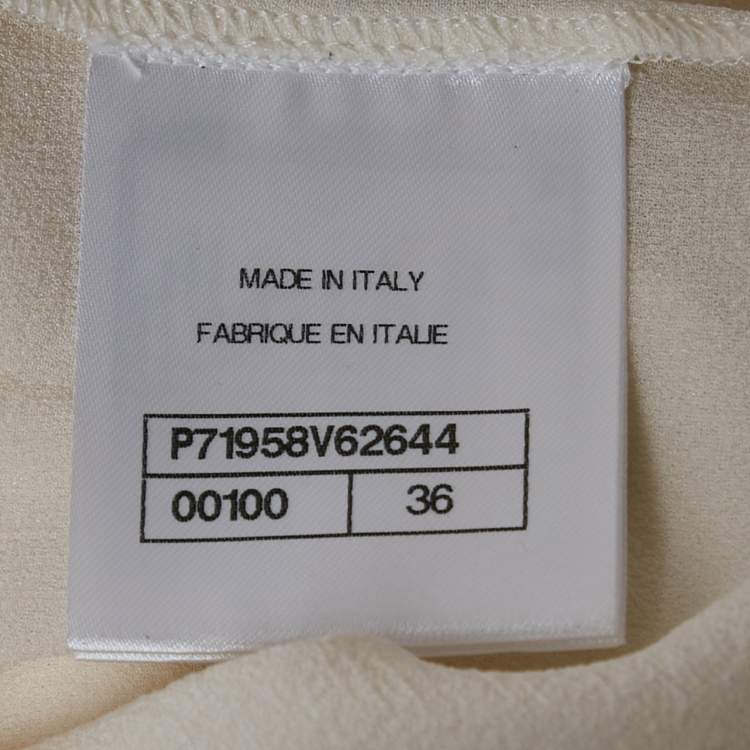 MADE IN ITALY
FABRIQUE EN ITALIE
P71958V62644
00100 36